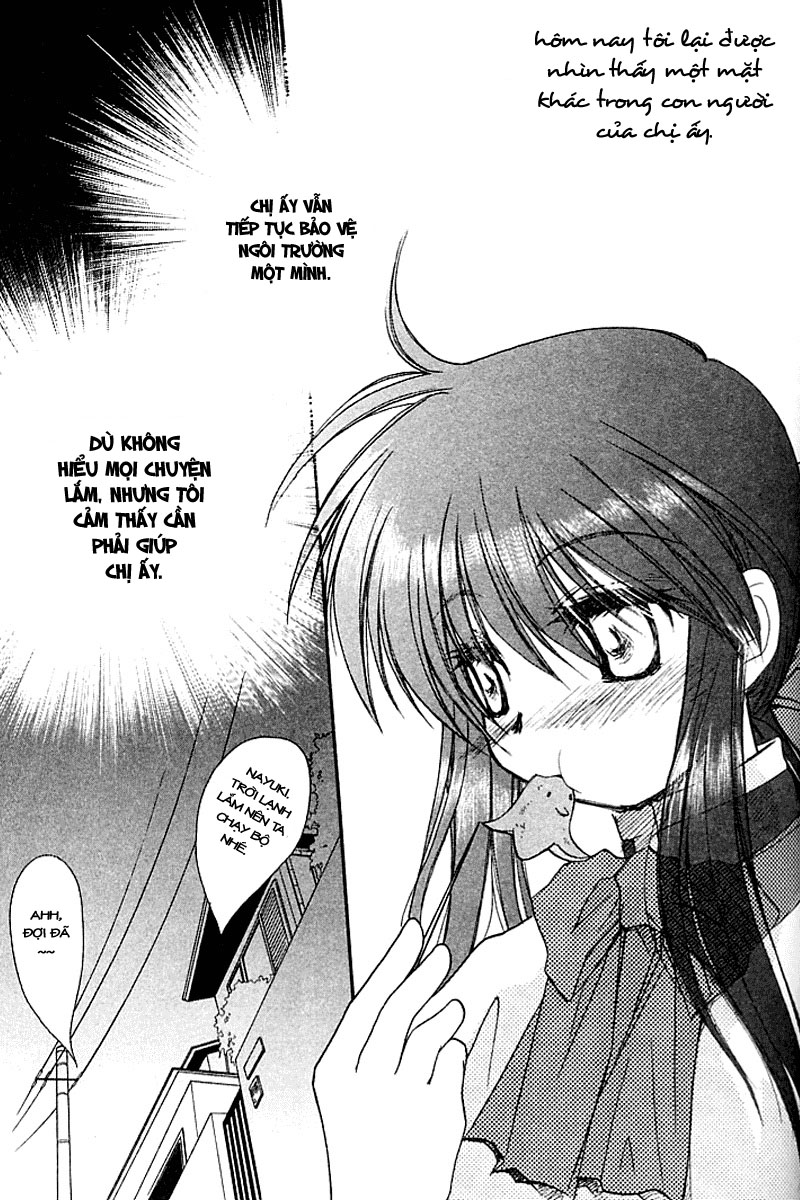 hôm nay tôi lại được
nhìn thấy một mặt
khác trong con người
của chị ấy.
CHỊ ẤY VẪN
TIẾP TỤC BẢO VỆ
NGÔI TRƯỜNG
MỘT MÌNH.
DÙ KHÔNG
HIỂU MỌI CHUYỆN
LẮM, NHƯNG TÔI
CẢM THẤY CẦN
PHẢI GIÚP
CHỊ ẤY.
NAYUKI,
TRỜI LẠNH
LẮM NÊN TA
CHẠY BỘ
NHÉ.
AHH,
ĐỢI ĐÃ
~~